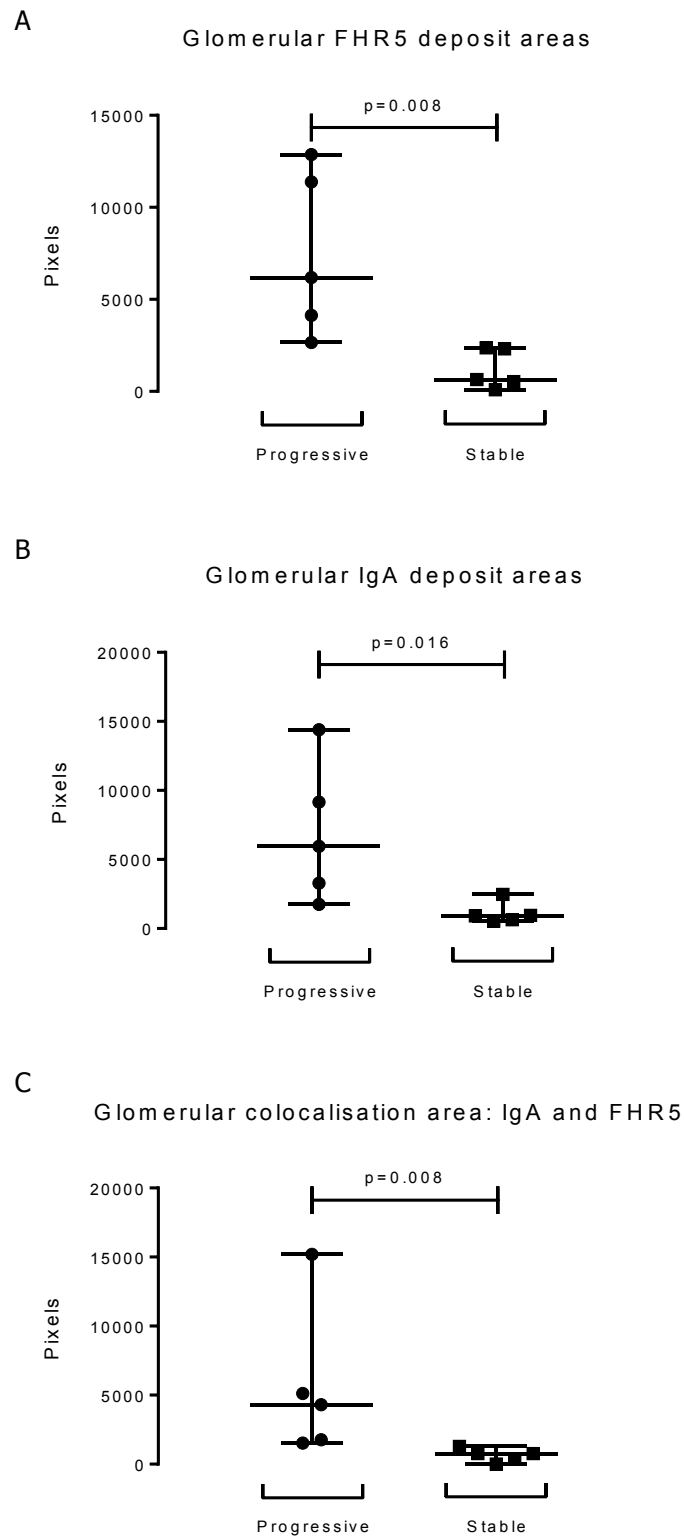 A
Glomerular FHR5 deposit areas
p=0.008
15000
10000
5000
0
Pixels
Progressive Stable
B
Glomerular IgA deposit areas
p=0.016
20000
15000
10000
5000
0
Pixels
Progressive Stable
C
Glomerular colocalisation area: IgA and FHR5
p=0.008
20000
15000
10000
5000
0
Pixels
Progressive Stable